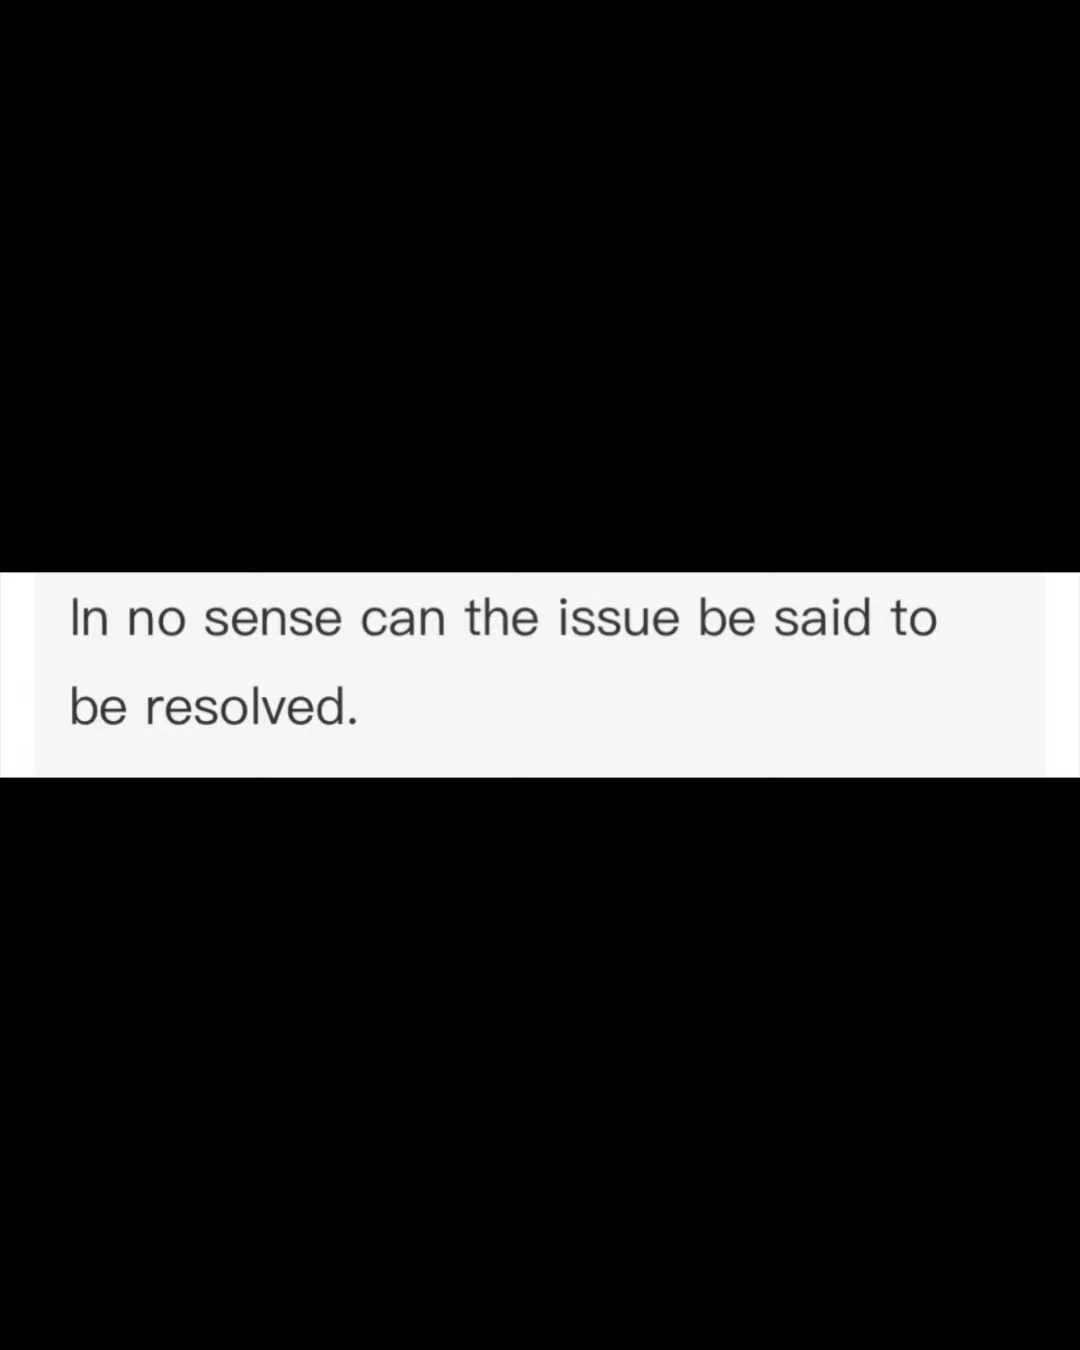 In no sense can the issue be said to
be resolved.